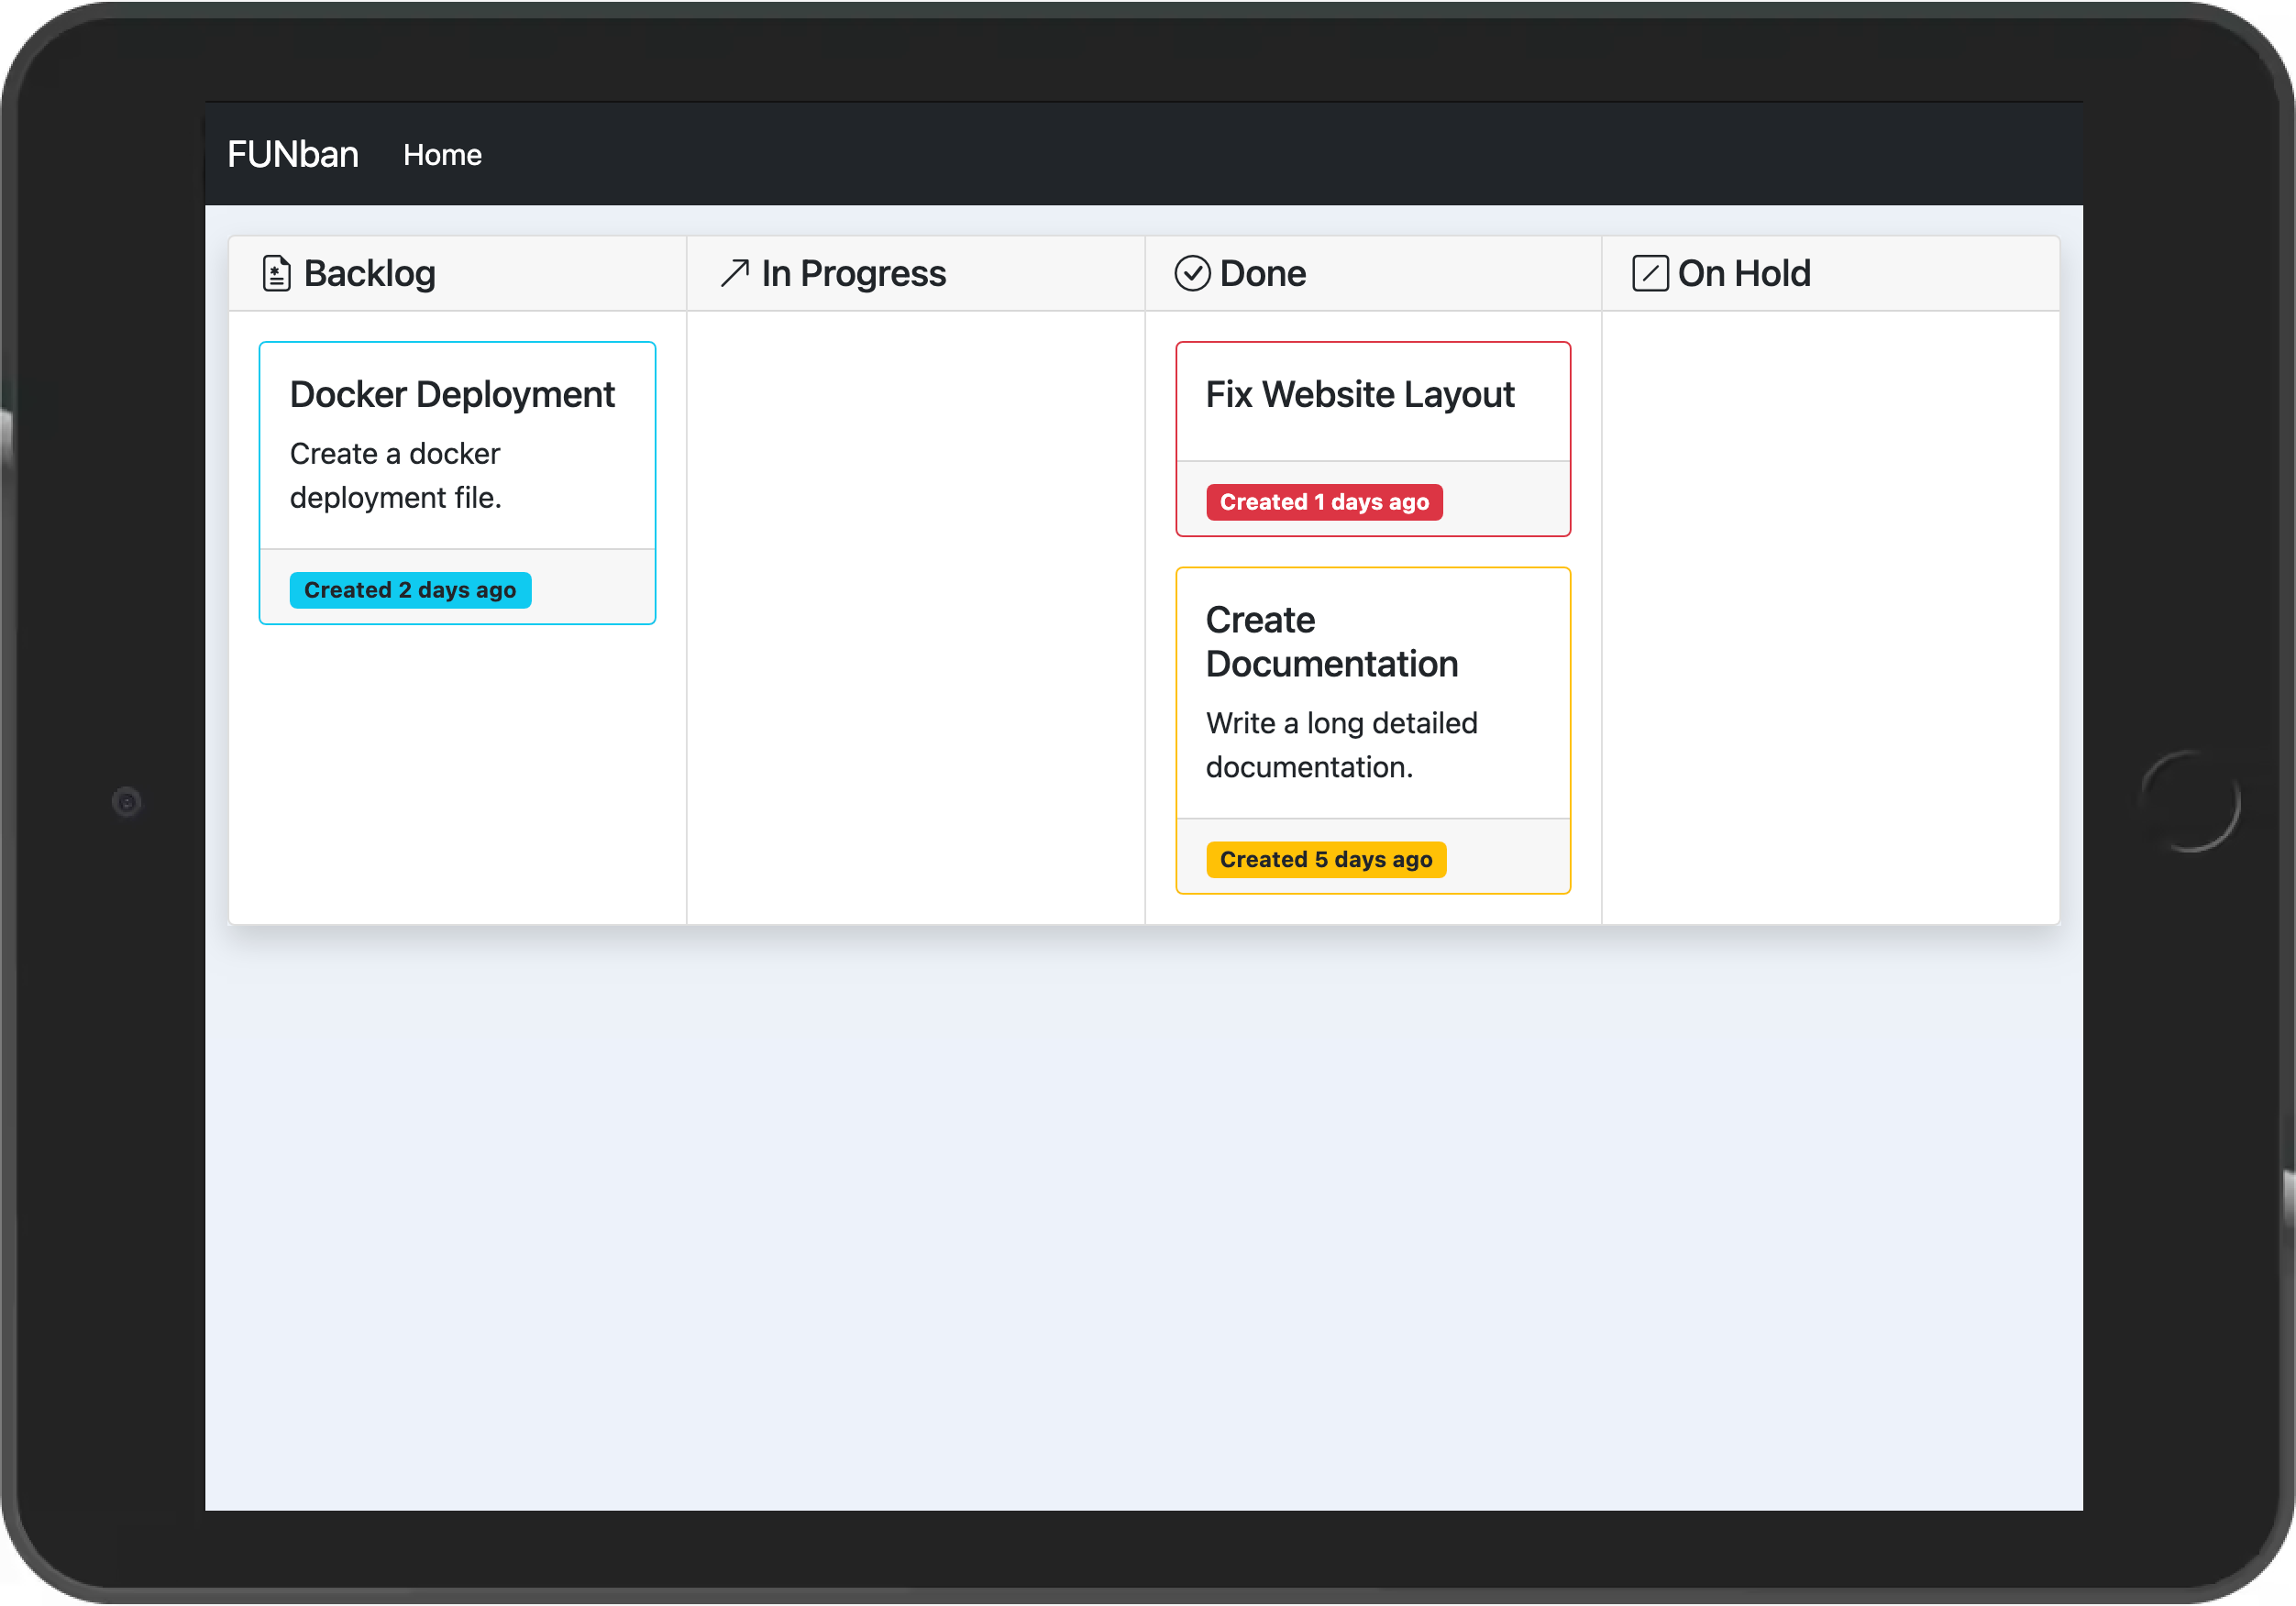 FUNban Home
Backlog
In Progress
Done
On Hold
Docker Deployment
Create a docker
deployment file.
Created 2 days ago
Fix Website Layout
Created 1 days ago
Create
Documentation
Write a long detailed
documentation.
Created 5 days ago